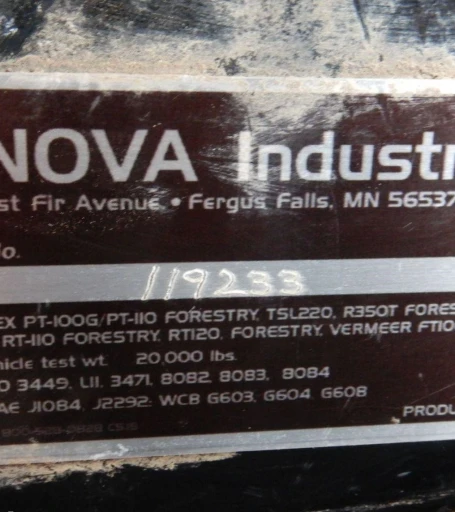 NOVA Industr
st Fir Avenue • Fergus Falls, MN 56537
lo.
119233
EX PT-100G/PT-110 FORESTRY, TSL220, R350T FORES
RT-110 FORESTRY, RT120, FORESTRY, VERMEER FT10
hicle test wt. 20,000 lbs.
O 3449, L11, 3471, 8082, 8083, 8084
AE J1084, J2292; WCB G603, G604, G608
PRODU